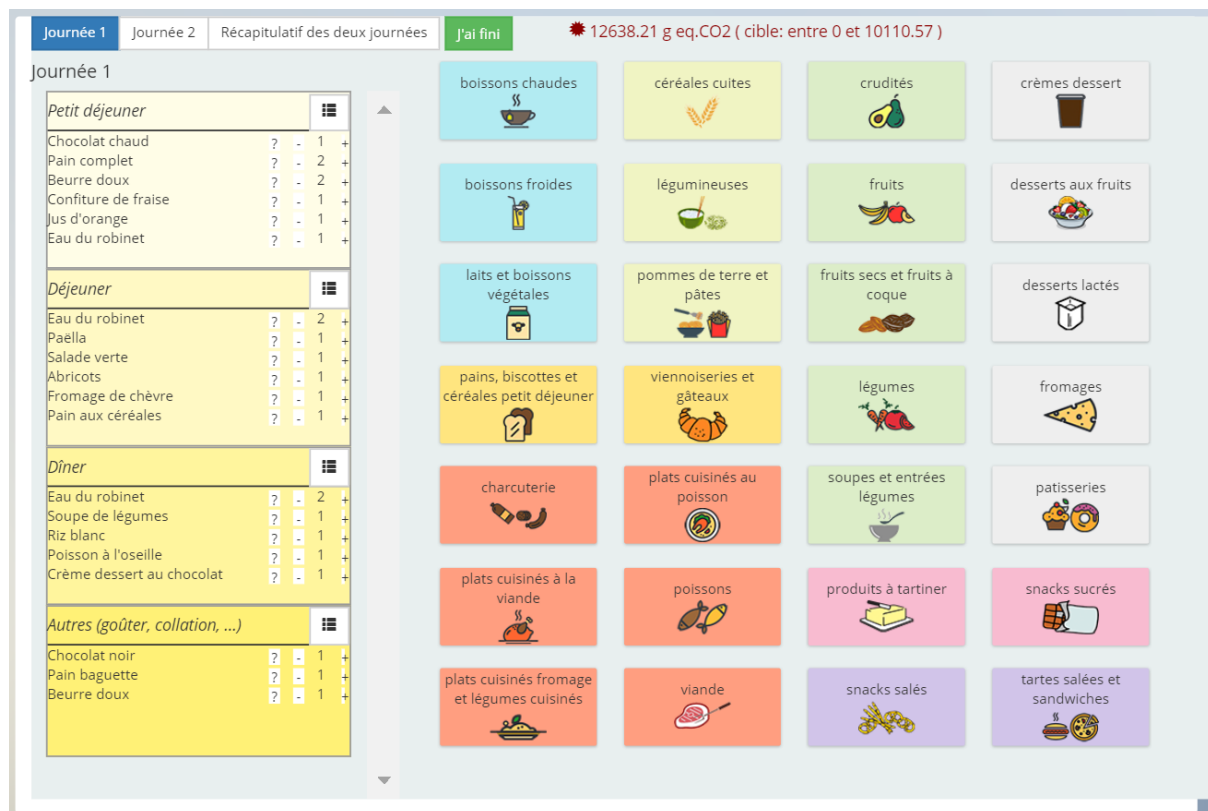 Journée 1
Journée 2
Récapitulatif des deux journées
J'ai fini
12638.21 g eq.CO2 ( cible: entre 0 et 10110.57 )
Journée 1
Petit déjeuner
Chocolat chaud ? - 1 +
Pain complet ? - 2 +
Beurre doux ? - 2 +
Confiture de fraise ? - 1 +
Jus d'orange ? - 1 +
Eau du robinet ? - 1 +
Déjeuner
Eau du robinet ? - 2 +
Paëlla ? - 1 +
Salade verte ? - 1 +
Abricots ? - 1 +
Fromage de chèvre ? - 1 +
Pain aux céréales ? - 1 +
Dîner
Eau du robinet ? - 2 +
Soupe de légumes ? - 1 +
Riz blanc ? - 1 +
Poisson à l'oseille ? - 1 +
Crème dessert au chocolat ? - 1 +
Autres (goûter, collation, ...)
Chocolat noir ? - 1 +
Pain baguette ? - 1 +
Beurre doux ? - 1 +
boissons chaudes
céréales cuites
crudités
crèmes dessert
boissons froides
légumineuses
fruits
desserts aux fruits
laits et boissons
végétales
pommes de terre et
pâtes
fruits secs et fruits à
coque
desserts lactés
pains, biscottes et
céréales petit déjeuner
viennoiseries et
gâteaux
légumes
fromages
charcuterie
plats cuisinés au
poisson
soupes et entrées
légumes
patisseries
plats cuisinés à la
viande
poissons
produits à tartiner
snacks sucrés
plats cuisinés fromage
et légumes cuisinés
viande
snacks salés
tartes salées et
sandwiches